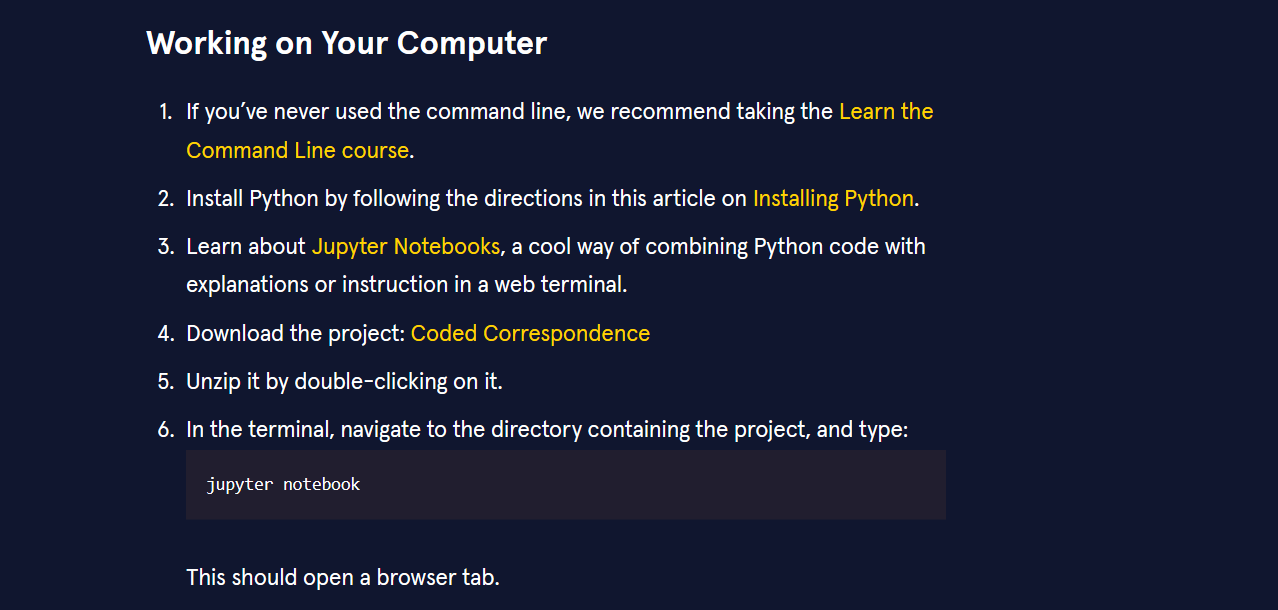 Working on Your Computer
1. If you’ve never used the command line, we recommend taking the Learn the
Command Line course.
2. Install Python by following the directions in this article on Installing Python.
3. Learn about Jupyter Notebooks, a cool way of combining Python code with
explanations or instruction in a web terminal.
4. Download the project: Coded Correspondence
5. Unzip it by double-clicking on it.
6. In the terminal, navigate to the directory containing the project, and type:
jupyter notebook
This should open a browser tab.